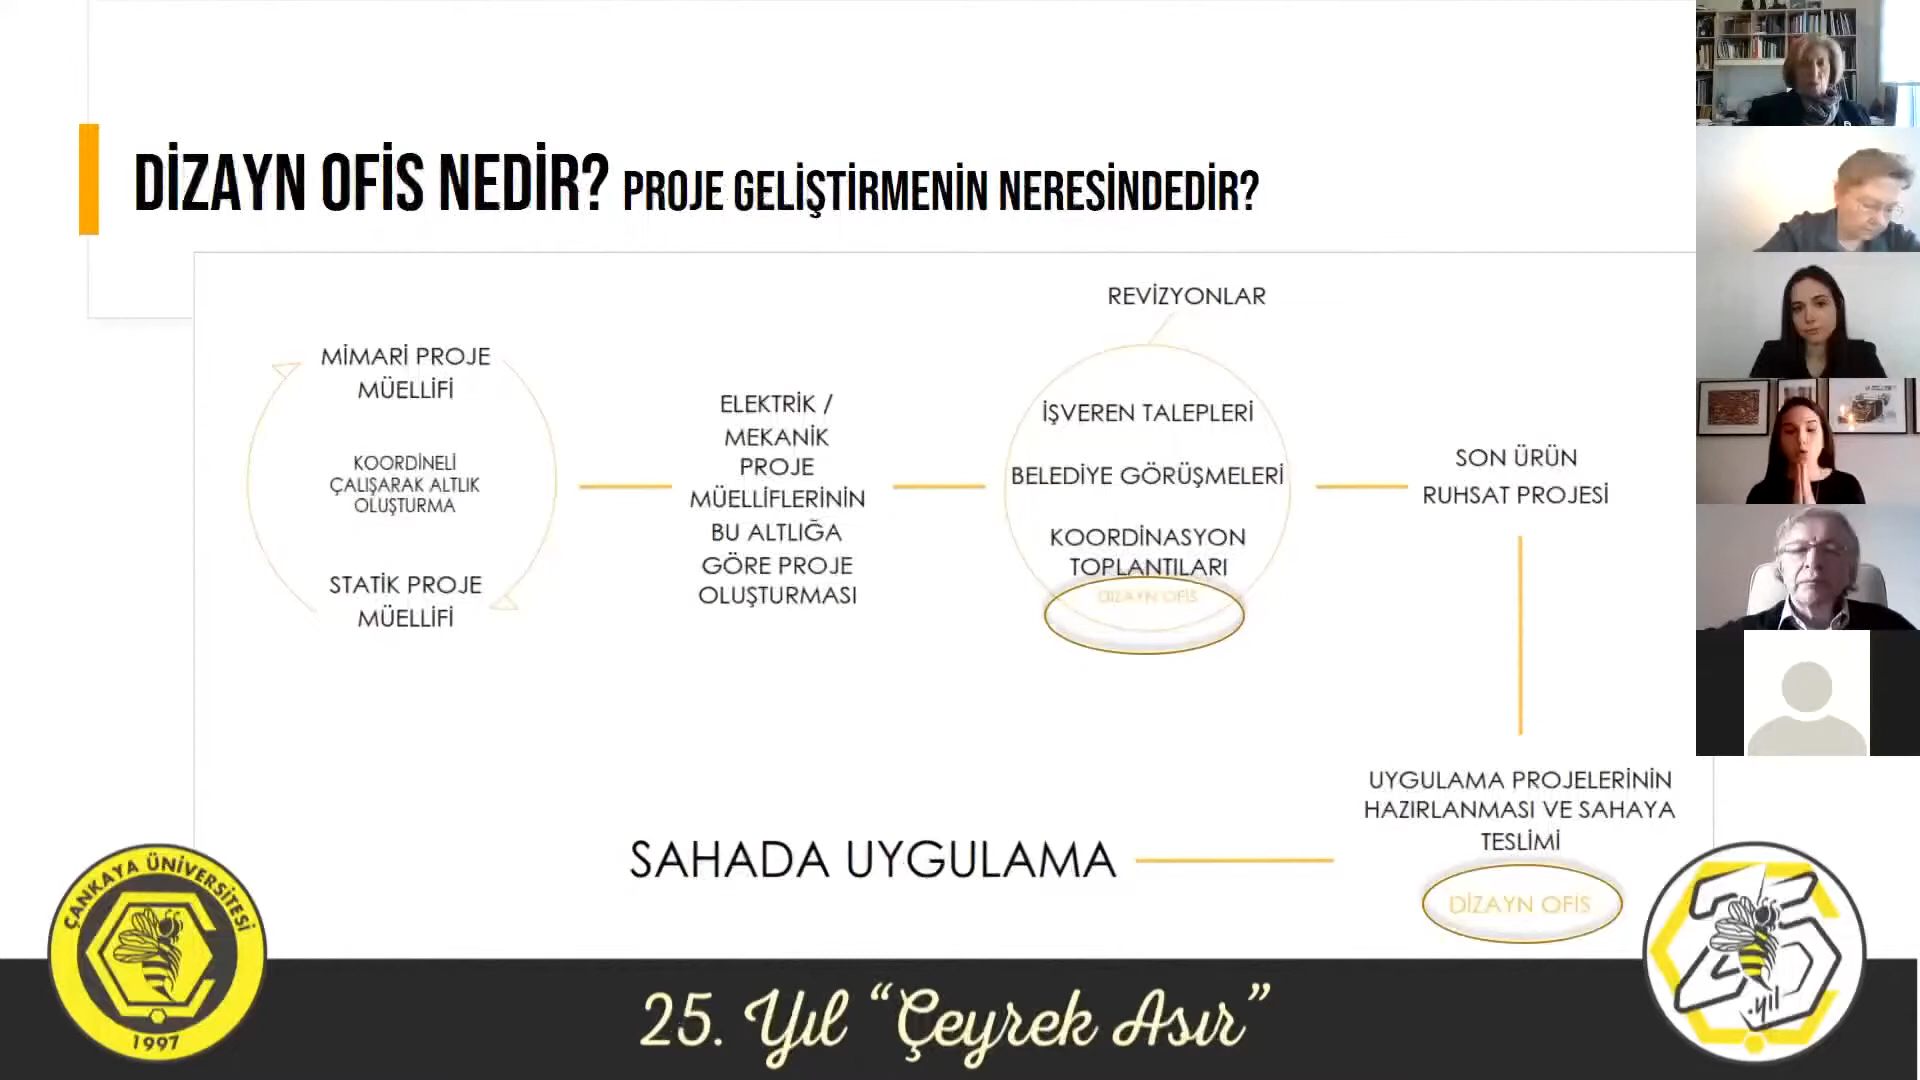 DİZAYN OFİS NEDİR? PROJE GELİŞTİRMENİN NERESİNDEDİR?
MİMARİ PROJE
MÜELLİFİ
KOORDİNELİ
ÇALIŞARAK ALTLIK
OLUŞTURMA
STATİK PROJE
MÜELLİFİ
ELEKTRİK /
MEKANİK
PROJE
MÜELLİFLERİNİN
BU ALTLIĞA
GÖRE PROJE
OLUŞTURMASI
REVİZYONLAR
İŞVEREN TALEPLERİ
BELEDİYE GÖRÜŞMELERİ
KOORDİNASYON
TOPLANTILARI
DİZAYN OFİS
SON ÜRÜN
RUHSAT PROJESİ
UYGULAMA PROJELERİNİN
HAZIRLANMASI VE SAHAYA
TESLİMİ
DİZAYN OFİS
SAHADA UYGULAMA
ÇANKAYA ÜNİVERSİTESİ
1997
25. Yıl “Çeyrek Asır”
25
.yıl